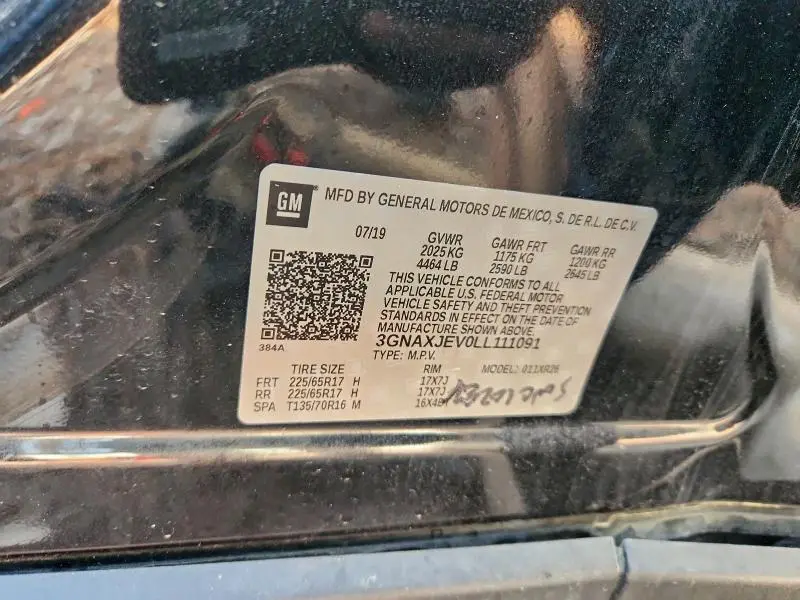 GM
MFD BY GENERAL MOTORS DE MEXICO, S. DE R.L. DE C.V.
07/19 GVWR GAWR FRT GAWR RR
2025 KG 1175 KG 1200 KG
4464 LB 2590 LB 2645 LB
THIS VEHICLE CONFORMS TO ALL
APPLICABLE U.S. FEDERAL MOTOR
VEHICLE SAFETY AND THEFT PREVENTION
STANDARDS IN EFFECT ON THE DATE OF
MANUFACTURE SHOWN ABOVE.
384A
3GNAXJEV0LL111091
TYPE: M.P.V. MODEL: 011XR26
TIRE SIZE RIM
FRT 225/65R17 H 17X7J
RR 225/65R17 H 17X7J
SPA T135/70R16 M 16X4BT